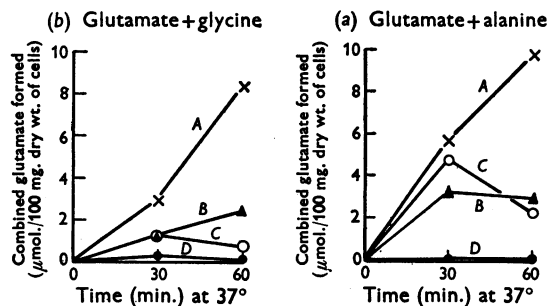 (b) Glutamate+glycine
Combined glutamate formed
(μmol./100 mg. dry wt. of cells)
10
8
6
4
2
0
A
B
C
D
0 30 60
Time (min.) at 37°
(a) Glutamate+alanine
Combined glutamate formed
(μmol./100 mg. dry wt. of cells)
10
8
6
4
2
0
A
C
B
D
0 30 60
Time (min.) at 37°